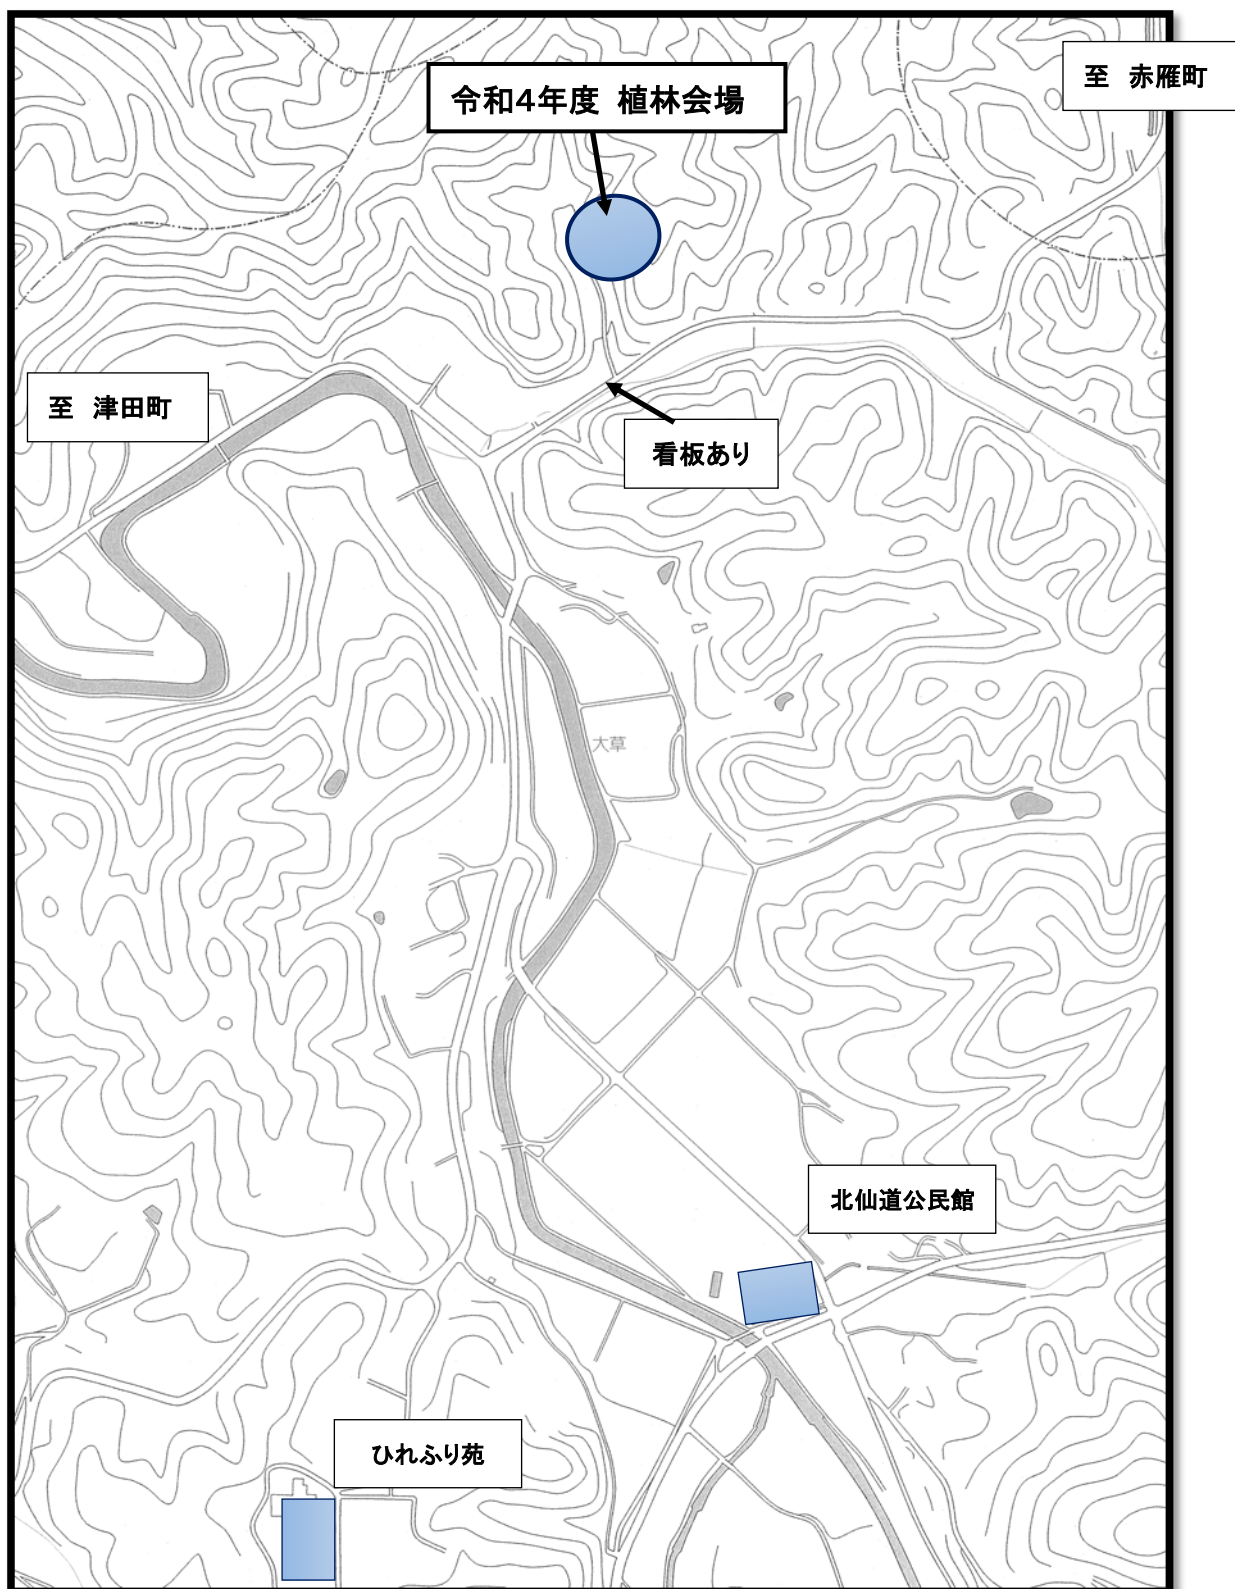 至 赤雁町
令和4年度 植林会場
至 津田町
看板あり
大草
北仙道公民館
ひれふり苑